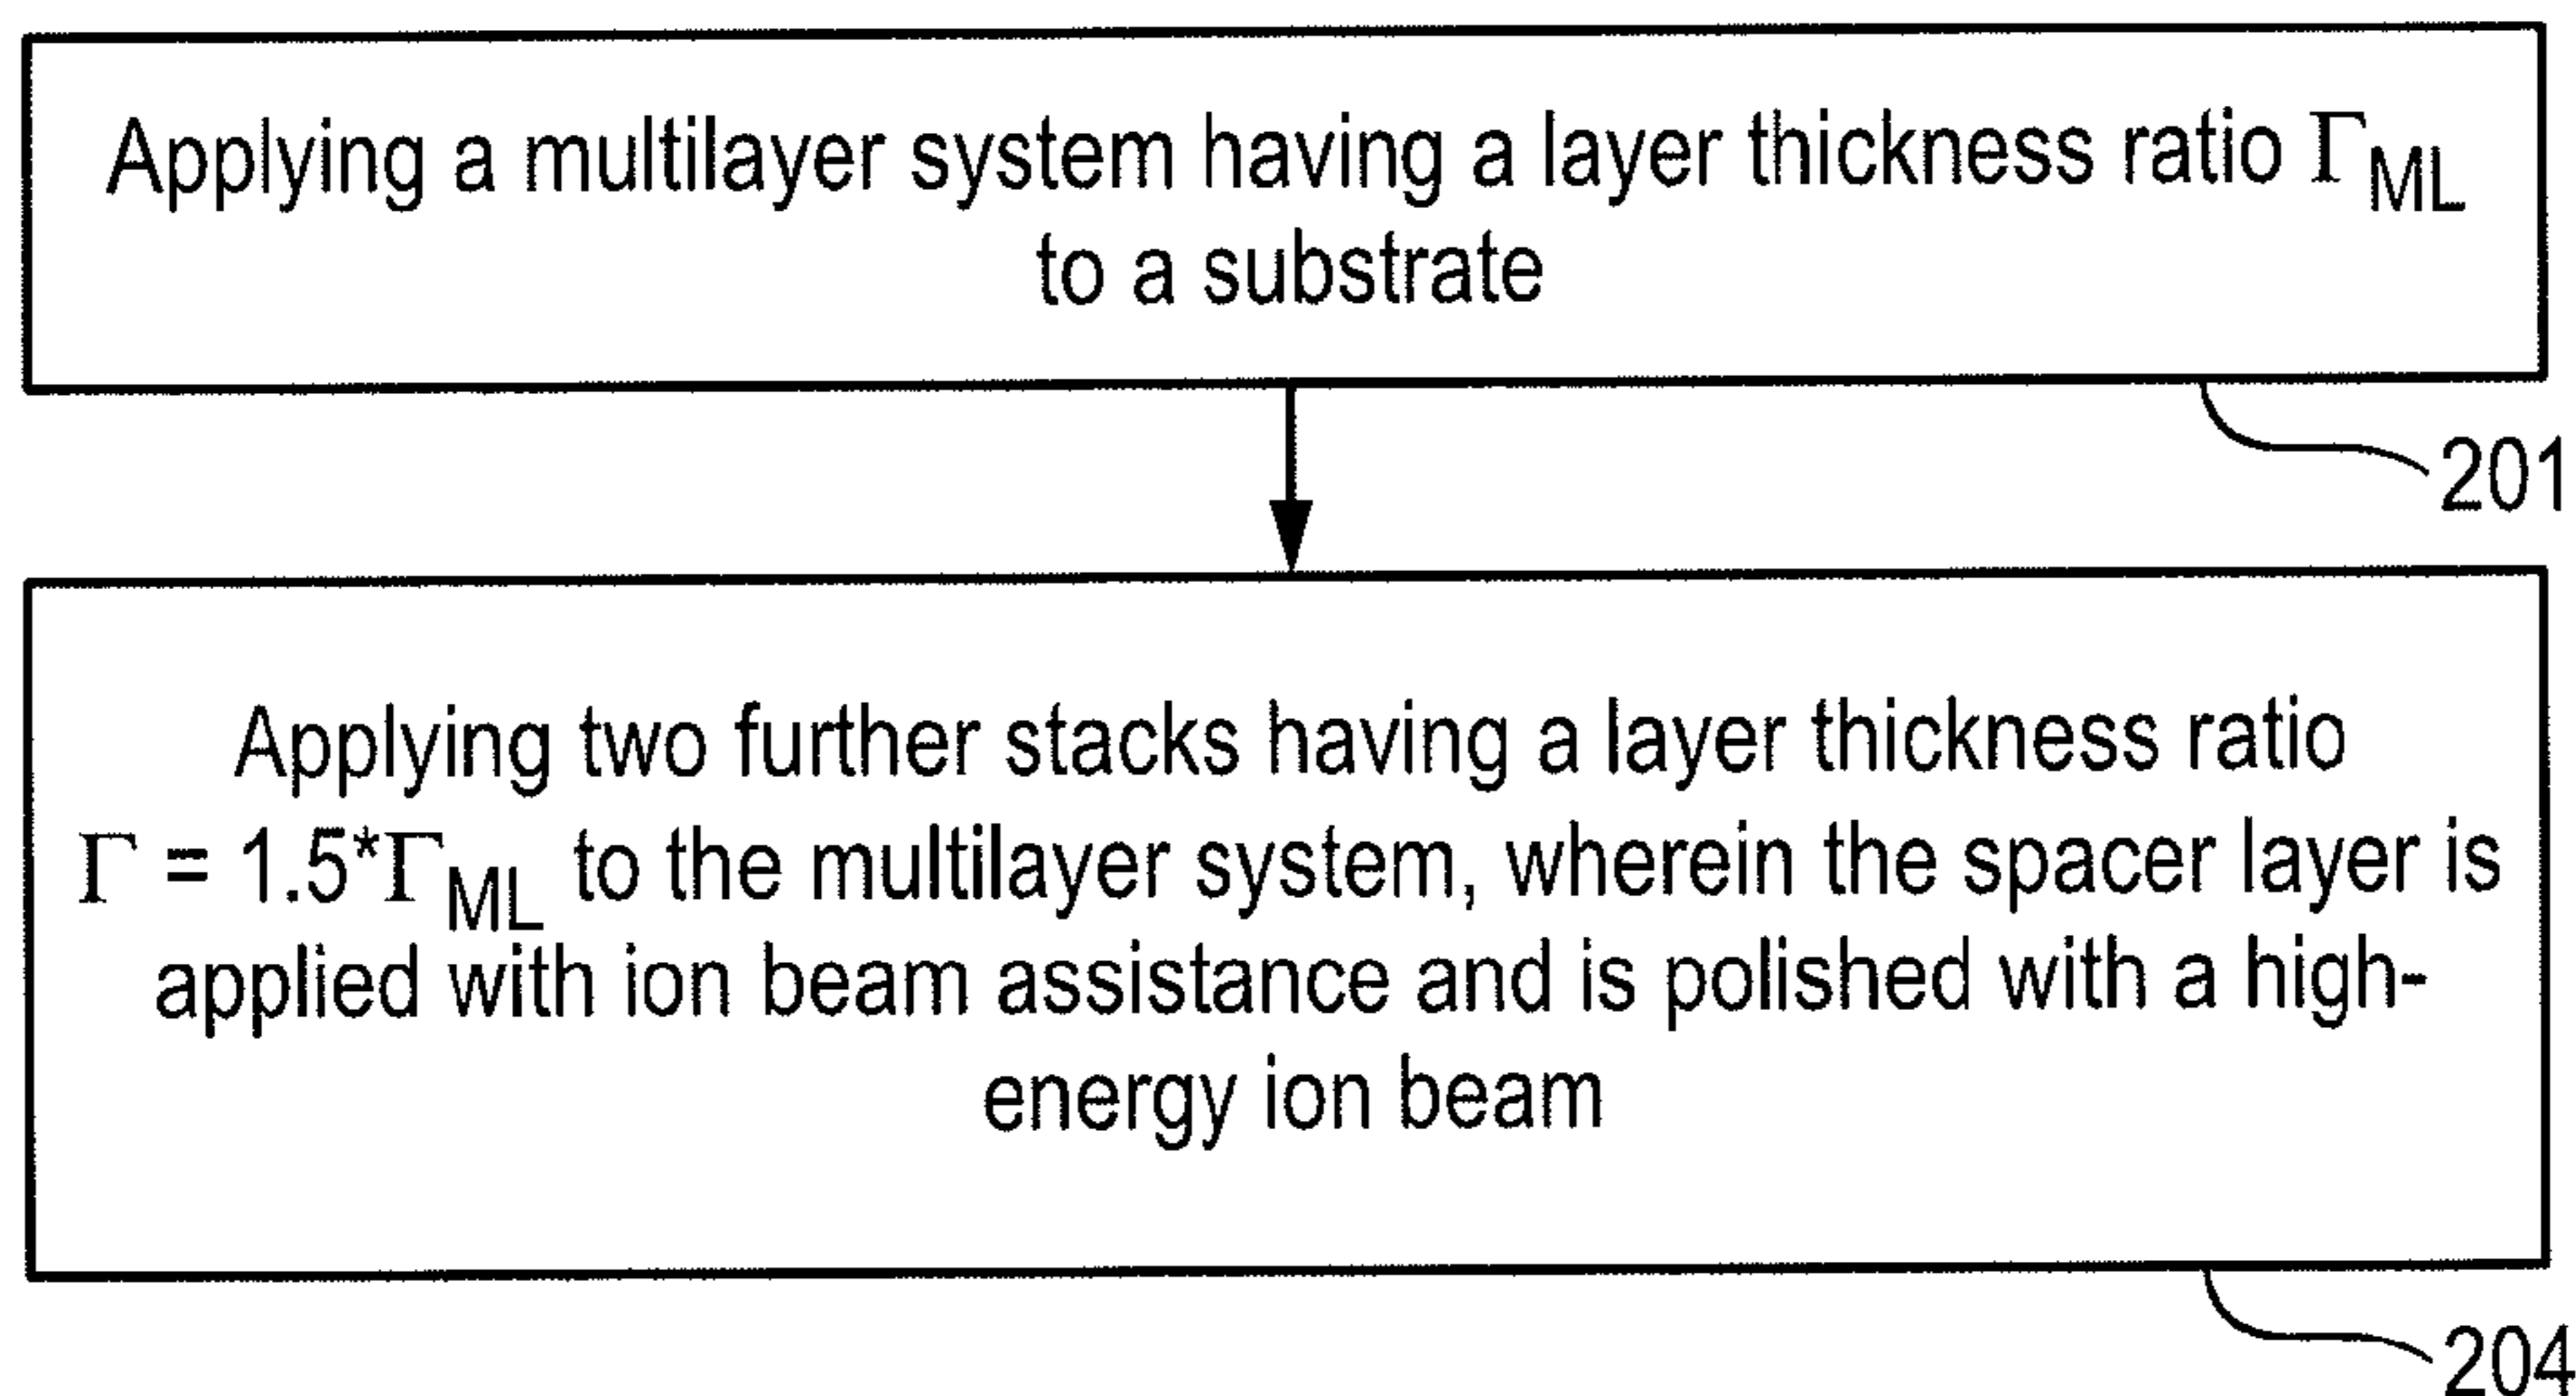 Applying a multilayer system having a layer thickness ratio Γ_ML
to a substrate
201
Applying two further stacks having a layer thickness ratio
Γ = 1.5*Γ_ML to the multilayer system, wherein the spacer layer is
applied with ion beam assistance and is polished with a high-
energy ion beam
204